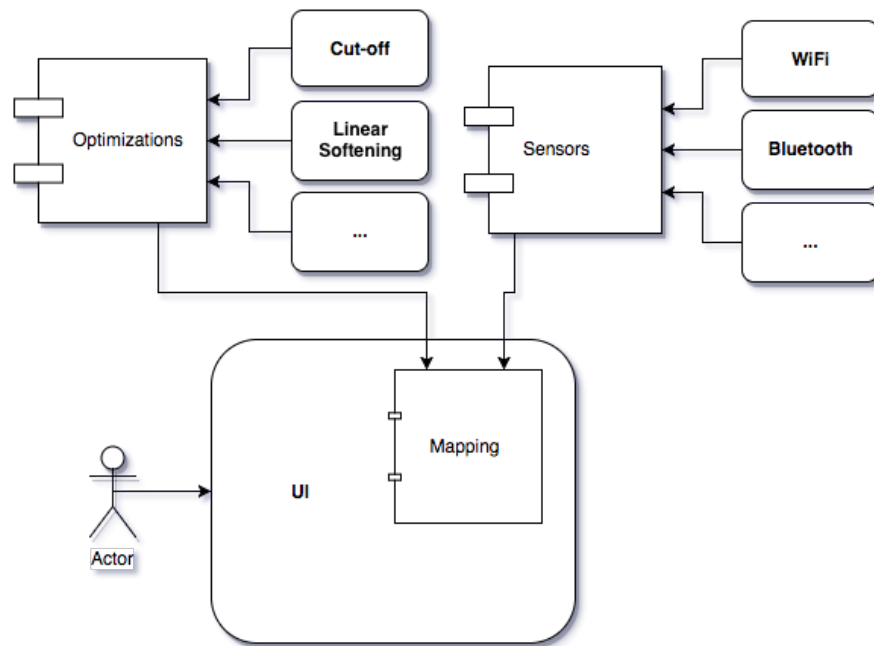 Cut-off
Optimizations
Linear
Softening
...
WiFi
Sensors
Bluetooth
...
Mapping
UI
Actor